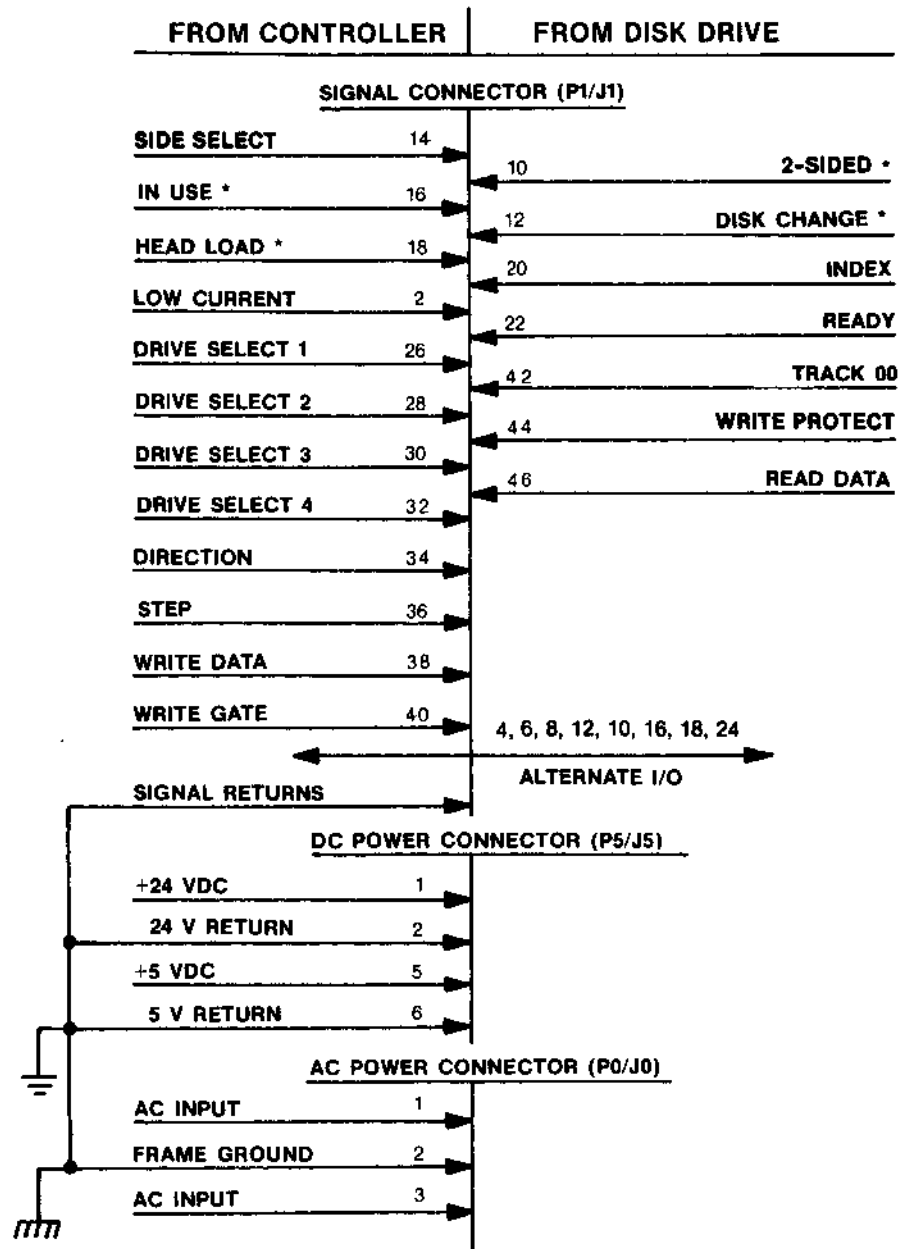 FROM CONTROLLER FROM DISK DRIVE
SIGNAL CONNECTOR (P1/J1)
SIDE SELECT 14
10 2-SIDED *
IN USE * 16
12 DISK CHANGE *
HEAD LOAD * 18
20 INDEX
LOW CURRENT 2
22 READY
DRIVE SELECT 1 26
42 TRACK 00
DRIVE SELECT 2 28
44 WRITE PROTECT
DRIVE SELECT 3 30
46 READ DATA
DRIVE SELECT 4 32
DIRECTION 34
STEP 36
WRITE DATA 38
WRITE GATE 40
4, 6, 8, 12, 10, 16, 18, 24
ALTERNATE I/O
SIGNAL RETURNS
DC POWER CONNECTOR (P5/J5)
+24 VDC 1
24 V RETURN 2
+5 VDC 5
5 V RETURN 6
AC POWER CONNECTOR (P0/J0)
AC INPUT 1
FRAME GROUND 2
AC INPUT 3